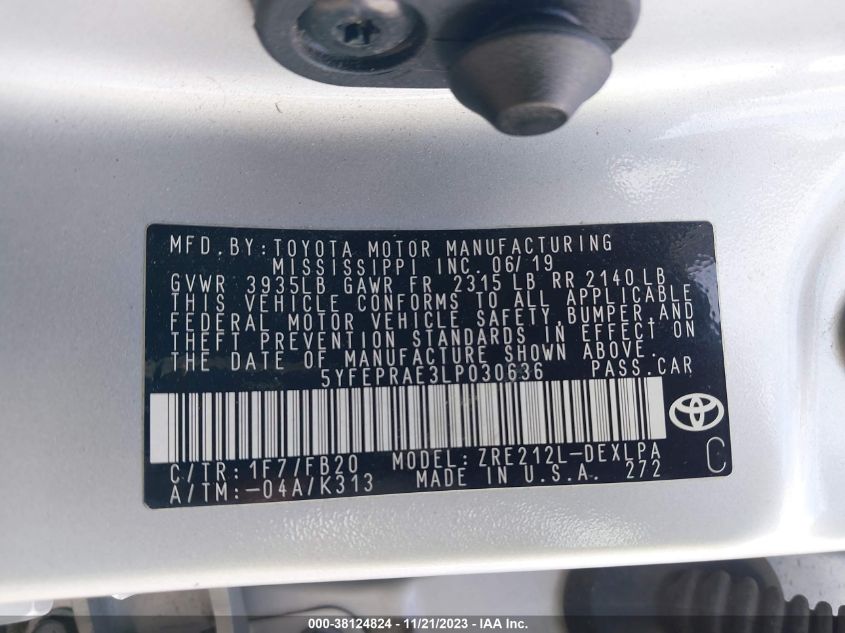 MFD. BY: TOYOTA MOTOR MANUFACTURING
MISSISSIPPI INC. 06/19
GVWR 3935LB GAWR FR 2315 LB RR 2140 LB
THIS VEHICLE CONFORMS TO ALL APPLICABLE
FEDERAL MOTOR VEHICLE SAFETY, BUMPER, AND
THEFT PREVENTION STANDARDS IN EFFECT ON
THE DATE OF MANUFACTURE SHOWN ABOVE.
5YFEPRAE3LP030636 PASS.CAR
C/TR: 1F7/FB20 MODEL: ZRE212L-DEXLPA
A/TM:-04A/K313 MADE IN U.S.A. 272 C
000-38124824 - 11/21/2023 - IAA Inc.